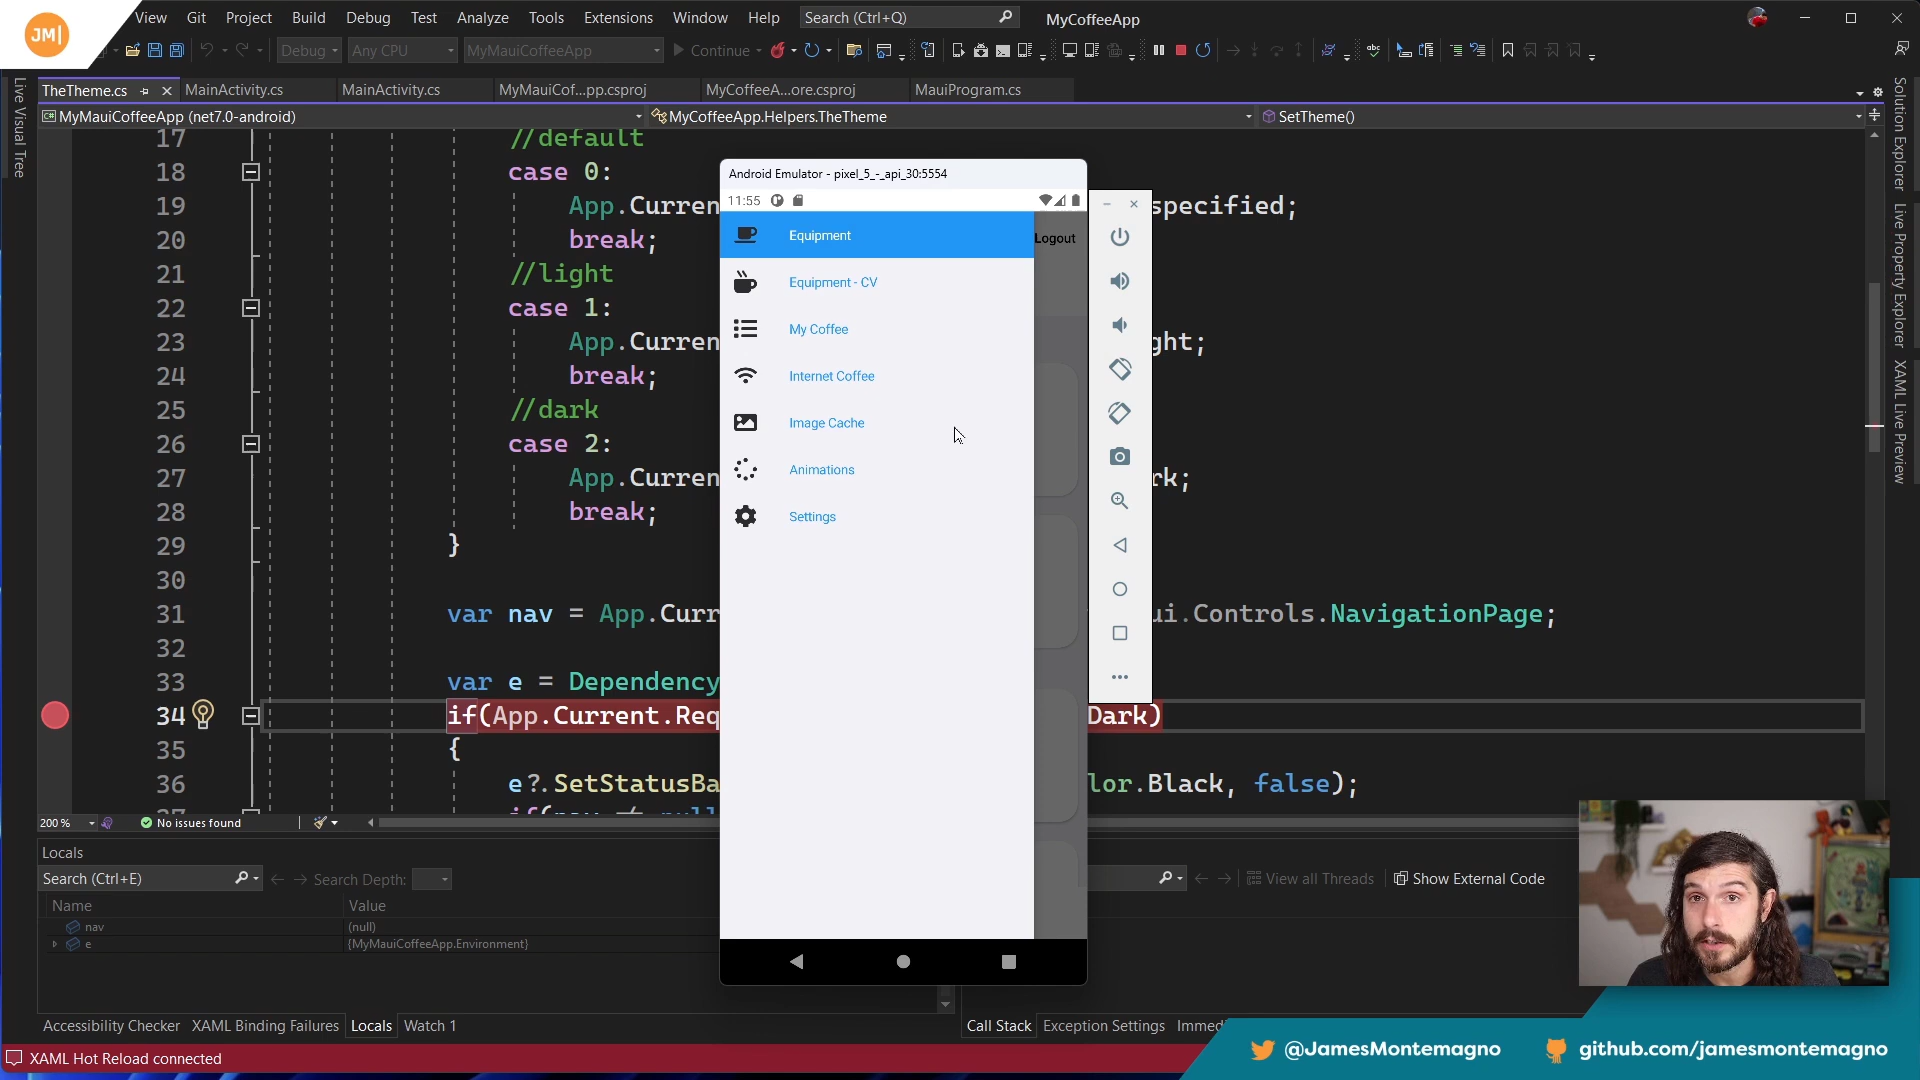 JM
View Git Project Build Debug Test Analyze Tools Extensions Window Help Search (Ctrl+Q) MyCoffeeApp
Debug Any CPU MyMauiCoffeeApp Continue
TheTheme.cs MainActivity.cs MainActivity.cs MyMauiCof...pp.csproj MyCoffeeA...ore.csproj MauiProgram.cs
MyMauiCoffeeApp (net7.0-android) MyCoffeeApp.Helpers.TheTheme SetTheme()
Live Visual Tree
Solution Explorer
Live Property Explorer
XAML Live Preview
17 //default
18 case 0:
19 App.Curren specified;
20 break;
21 //light
22 case 1:
23 App.Curren ght;
24 break;
25 //dark
26 case 2:
27 App.Curren rk;
28 break;
29 }
30
31 var nav = App.Curr ui.Controls.NavigationPage;
32
33 var e = Dependency
34 if(App.Current.Req Dark)
35 {
36 e?.SetStatusBa lor.Black, false);
Android Emulator - pixel_5_-_api_30:5554
11:55
Equipment
Logout
Equipment - CV
My Coffee
Internet Coffee
Image Cache
Animations
Settings
200 % No issues found
Locals
Search (Ctrl+E) Search Depth:
View all Threads Show External Code
Name Value
nav (null)
e {MyMauiCoffeeApp.Environment}
Accessibility Checker XAML Binding Failures Locals Watch 1
Call Stack Exception Settings Immedi
XAML Hot Reload connected
@JamesMontemagno github.com/jamesmontemagno